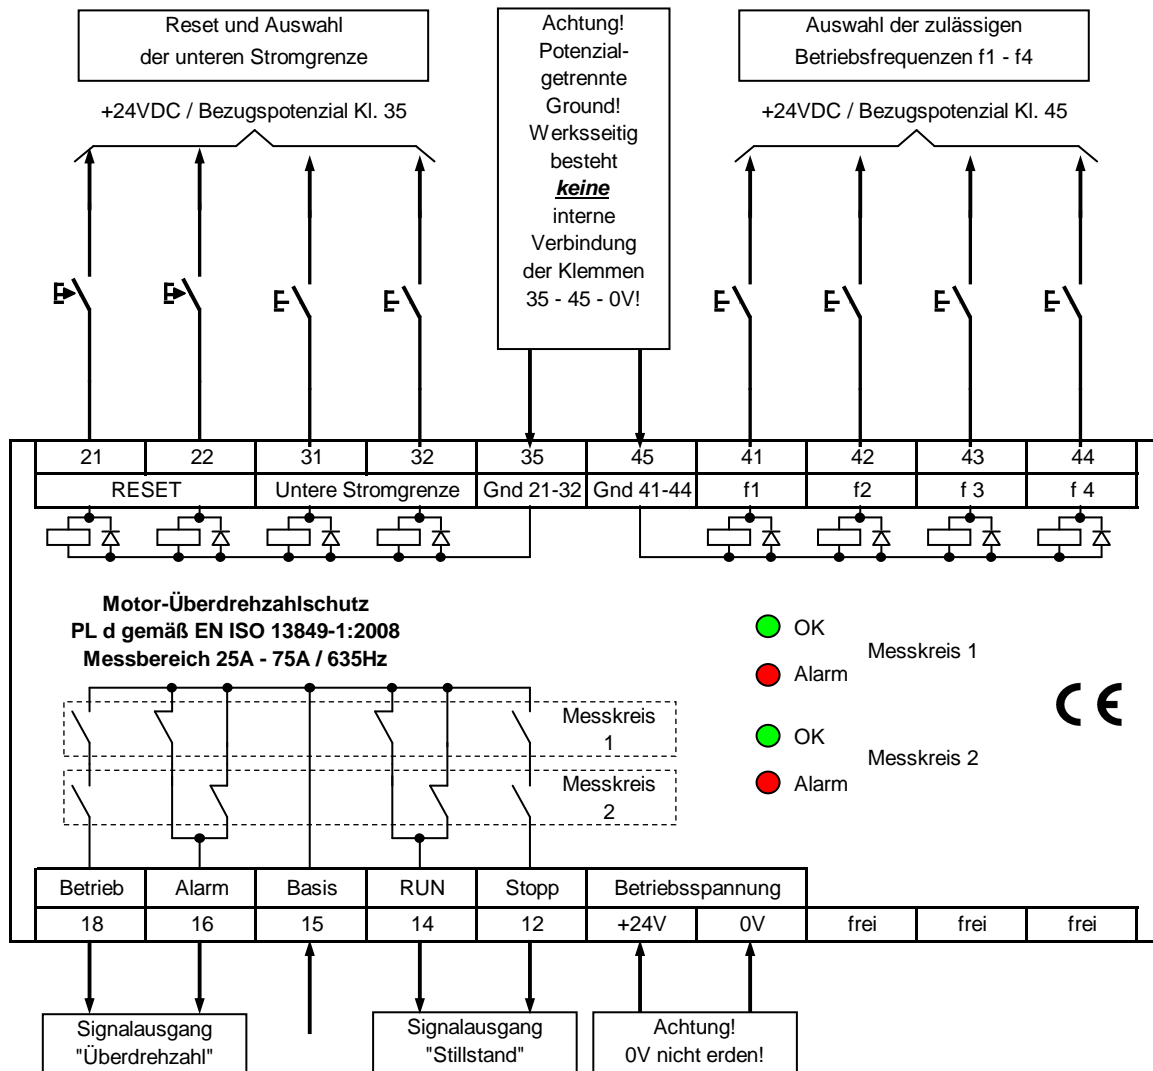 Reset und Auswahl
der unteren Stromgrenze
Achtung!
Potenzial-
getrennte
Ground!
Werksseitig
besteht
keine
interne
Verbindung
der Klemmen
35 - 45 - 0V!
Auswahl der zulässigen
Betriebsfrequenzen f1 - f4
+24VDC / Bezugspotenzial Kl. 35
+24VDC / Bezugspotenzial Kl. 45
21 22 31 32 35 45 41 42 43 44
RESET Untere Stromgrenze Gnd 21-32 Gnd 41-44 f1 f2 f 3 f 4
Motor-Überdrehzahlschutz
PL d gemäß EN ISO 13849-1:2008
Messbereich 25A - 75A / 635Hz
OK
Messkreis 1
Alarm
OK
Messkreis 2
Alarm
CE
Messkreis
1
Messkreis
2
Betrieb Alarm Basis RUN Stopp Betriebsspannung
18 16 15 14 12 +24V 0V frei frei frei
Signalausgang
"Überdrehzahl"
Signalausgang
"Stillstand"
Achtung!
0V nicht erden!